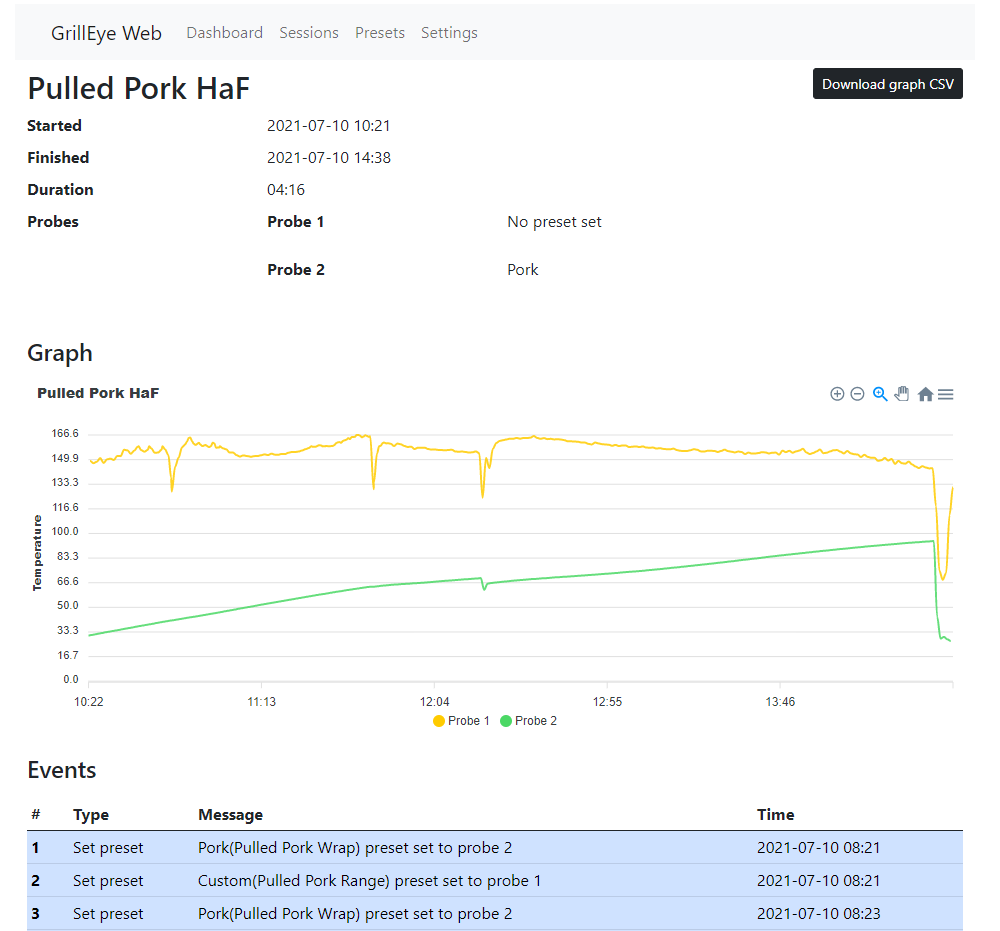 GrillEye Web Dashboard Sessions Presets Settings
Pulled Pork HaF
Download graph CSV
Started 2021-07-10 10:21
Finished 2021-07-10 14:38
Duration 04:16
Probes Probe 1 No preset set
Probe 2 Pork
Graph
Pulled Pork HaF
Temperature
166.6
149.9
133.3
116.6
100.0
83.3
66.6
50.0
33.3
16.7
0.0
10:22 11:13 12:04 12:55 13:46
Probe 1 Probe 2
Events
# Type Message Time
1 Set preset Pork(Pulled Pork Wrap) preset set to probe 2 2021-07-10 08:21
2 Set preset Custom(Pulled Pork Range) preset set to probe 1 2021-07-10 08:21
3 Set preset Pork(Pulled Pork Wrap) preset set to probe 2 2021-07-10 08:23